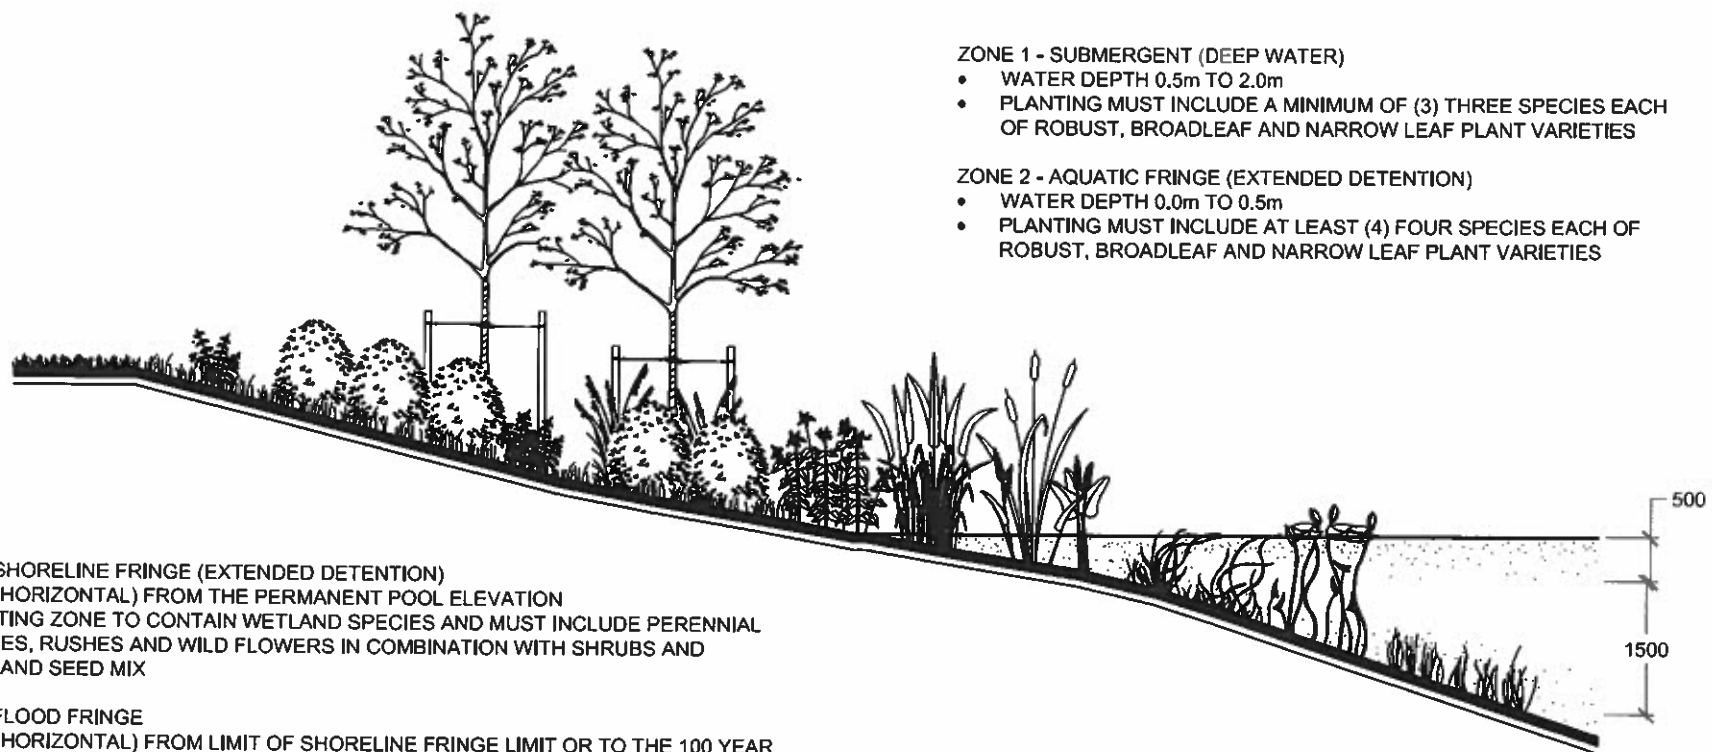 ZONE 1 - SUBMERGENT (DEEP WATER)
• WATER DEPTH 0.5m TO 2.0m
• PLANTING MUST INCLUDE A MINIMUM OF (3) THREE SPECIES EACH
OF ROBUST, BROADLEAF AND NARROW LEAF PLANT VARIETIES
ZONE 2 - AQUATIC FRINGE (EXTENDED DETENTION)
• WATER DEPTH 0.0m TO 0.5m
• PLANTING MUST INCLUDE AT LEAST (4) FOUR SPECIES EACH OF
ROBUST, BROADLEAF AND NARROW LEAF PLANT VARIETIES
500
1500
SHORELINE FRINGE (EXTENDED DETENTION)
HORIZONTAL) FROM THE PERMANENT POOL ELEVATION
TING ZONE TO CONTAIN WETLAND SPECIES AND MUST INCLUDE PERENNIAL
ES, RUSHES AND WILD FLOWERS IN COMBINATION WITH SHRUBS AND
AND SEED MIX
FLOOD FRINGE
HORIZONTAL) FROM LIMIT OF SHORELINE FRINGE LIMIT OR TO THE 100 YEAR